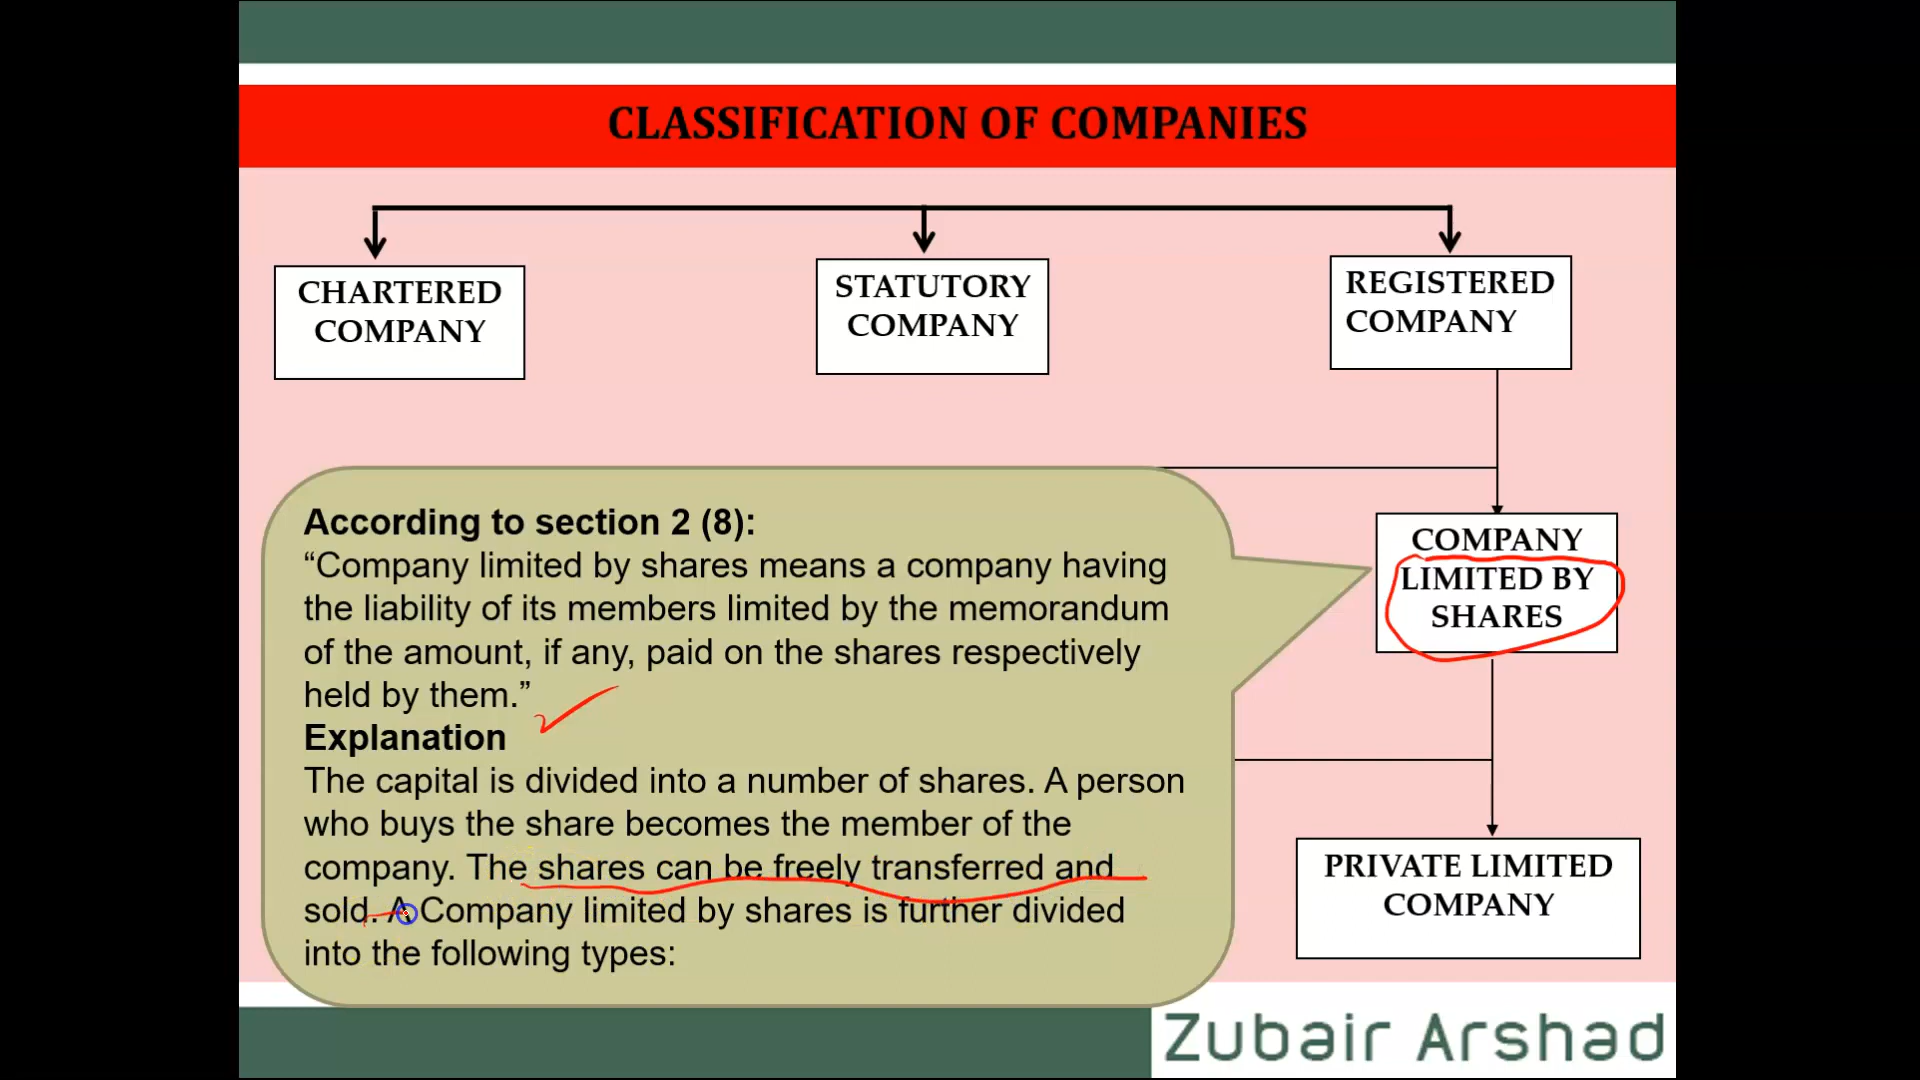 CLASSIFICATION OF COMPANIES
CHARTERED
COMPANY
STATUTORY
COMPANY
REGISTERED
COMPANY
According to section 2 (8):
“Company limited by shares means a company having
the liability of its members limited by the memorandum
of the amount, if any, paid on the shares respectively
held by them.”
Explanation
The capital is divided into a number of shares. A person
who buys the share becomes the member of the
company. The shares can be freely transferred and
sold. A Company limited by shares is further divided
into the following types:
COMPANY
LIMITED BY
SHARES
PRIVATE LIMITED
COMPANY
Zubair Arshad